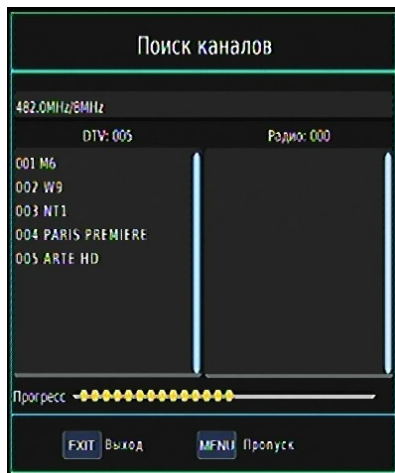 Поиск каналов
482.0MHz/8MHz
DTV: 005 Радио: 000
001 M6
002 W9
003 NT1
004 PARIS PREMIERE
005 ARTE HD
Прогресс
EXIT Выход MENU Пропуск